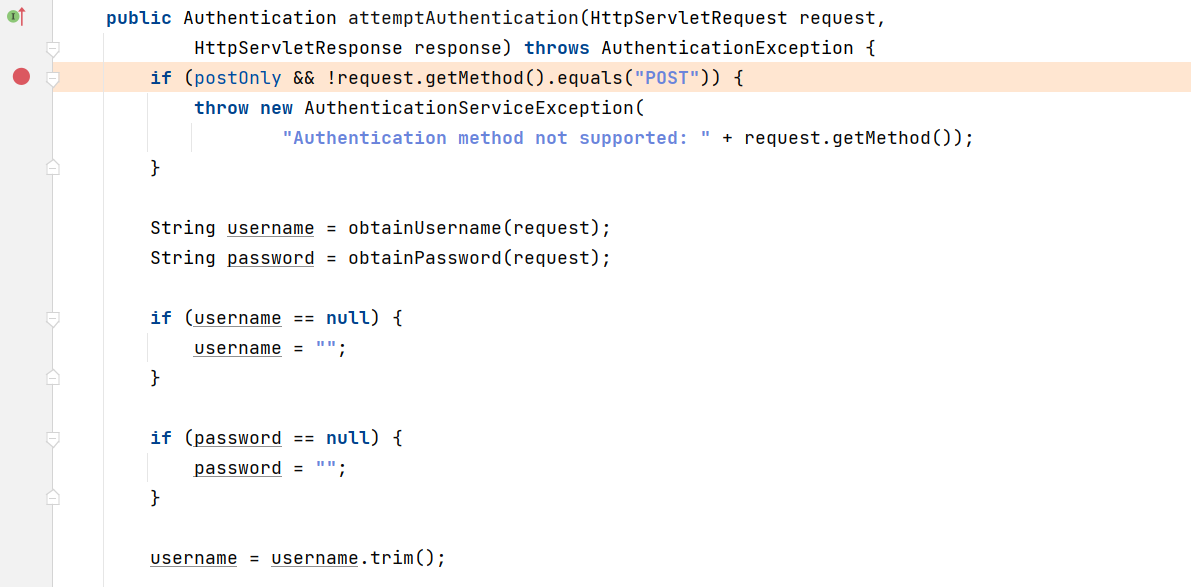 public Authentication attemptAuthentication(HttpServletRequest request,
HttpServletResponse response) throws AuthenticationException {
if (postOnly && !request.getMethod().equals("POST")) {
throw new AuthenticationServiceException(
"Authentication method not supported: " + request.getMethod());
}
String username = obtainUsername(request);
String password = obtainPassword(request);
if (username == null) {
username = "";
}
if (password == null) {
password = "";
}
username = username.trim();